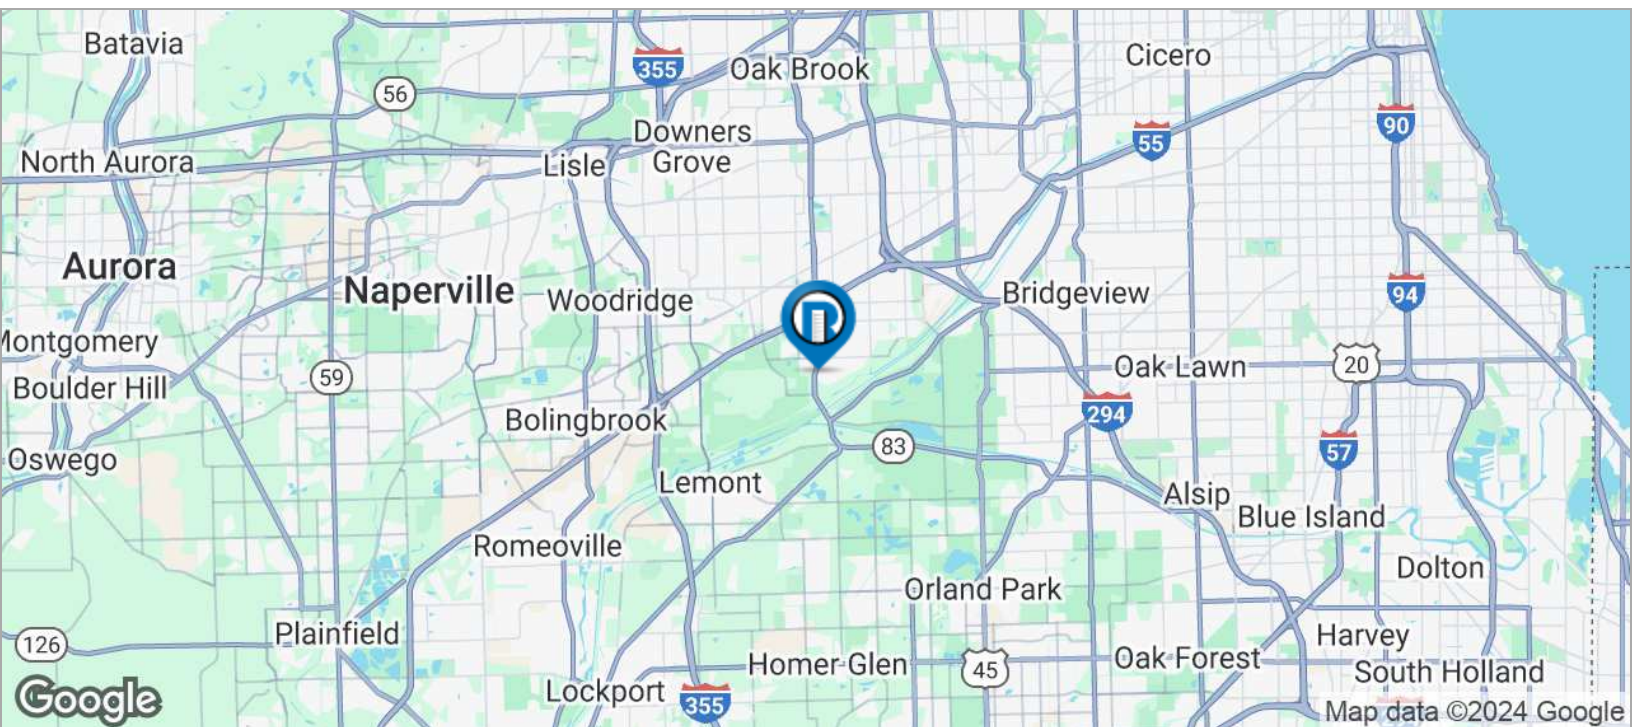 Batavia
355
Oak Brook
Cicero
56
90
Downers
Grove
55
North Aurora
Lisle
Aurora
Naperville
Woodridge
Bridgeview
94
Montgomery
Boulder Hill
59
Oak Lawn
20
294
Bolingbrook
83
57
Oswego
Lemont
Alsip
Blue Island
Romeoville
Dolton
Orland Park
126
Plainfield
Harvey
Homer Glen
45
Oak Forest
South Holland
Lockport
355
Google
Map data ©2024 Google